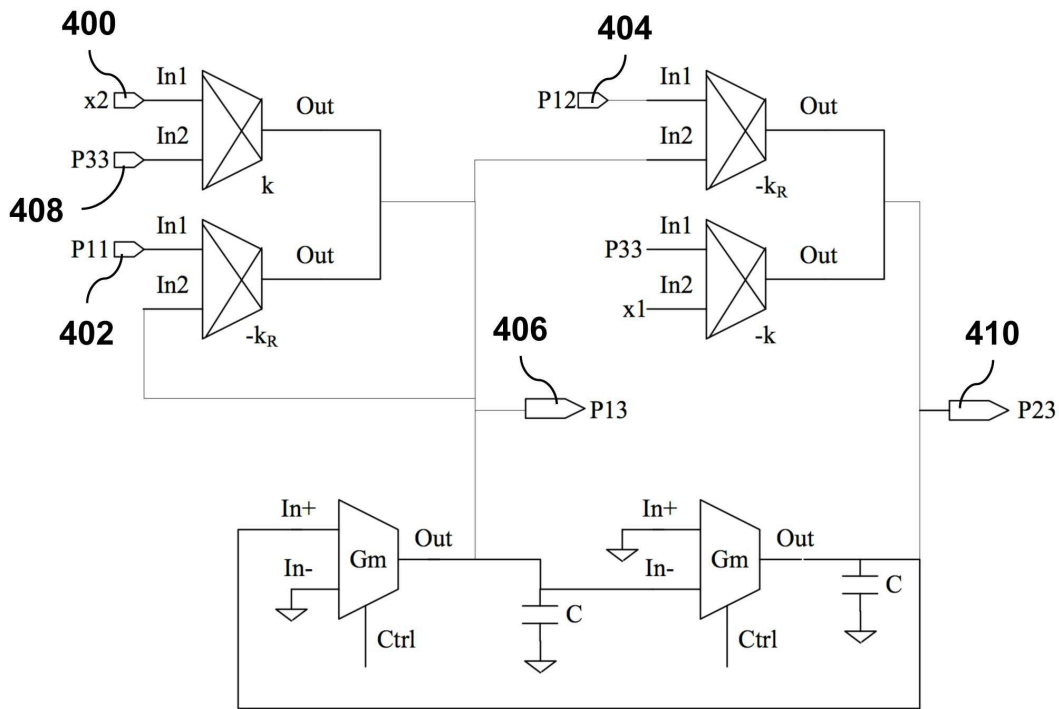 400
404
In1
In1
x2
Out
P12
Out
In2
In2
P33
k
-kR
408
In1
In1
P11
Out
P33
Out
In2
In2
x1
402
-kR
406
-k
410
P13
P23
In+
In+
Out
Out
Gm
Gm
In-
In-
C
C
Ctrl
Ctrl